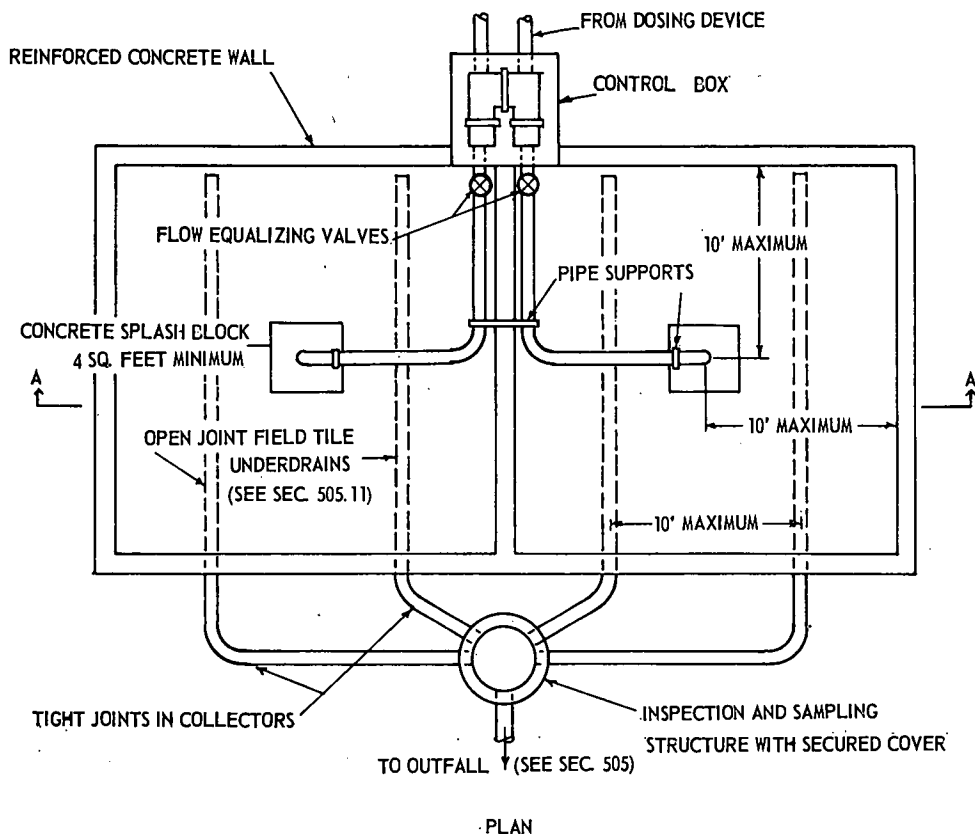 FROM DOSING DEVICE
REINFORCED CONCRETE WALL
CONTROL BOX
FLOW EQUALIZING VALVES
10' MAXIMUM
PIPE SUPPORTS
CONCRETE SPLASH BLOCK
4 SQ. FEET MINIMUM
A
A
10' MAXIMUM
OPEN JOINT FIELD TILE
UNDERDRAINS
(SEE SEC. 505.11)
10' MAXIMUM
TIGHT JOINTS IN COLLECTORS
INSPECTION AND SAMPLING
STRUCTURE WITH SECURED COVER
TO OUTFALL (SEE SEC. 505)
PLAN